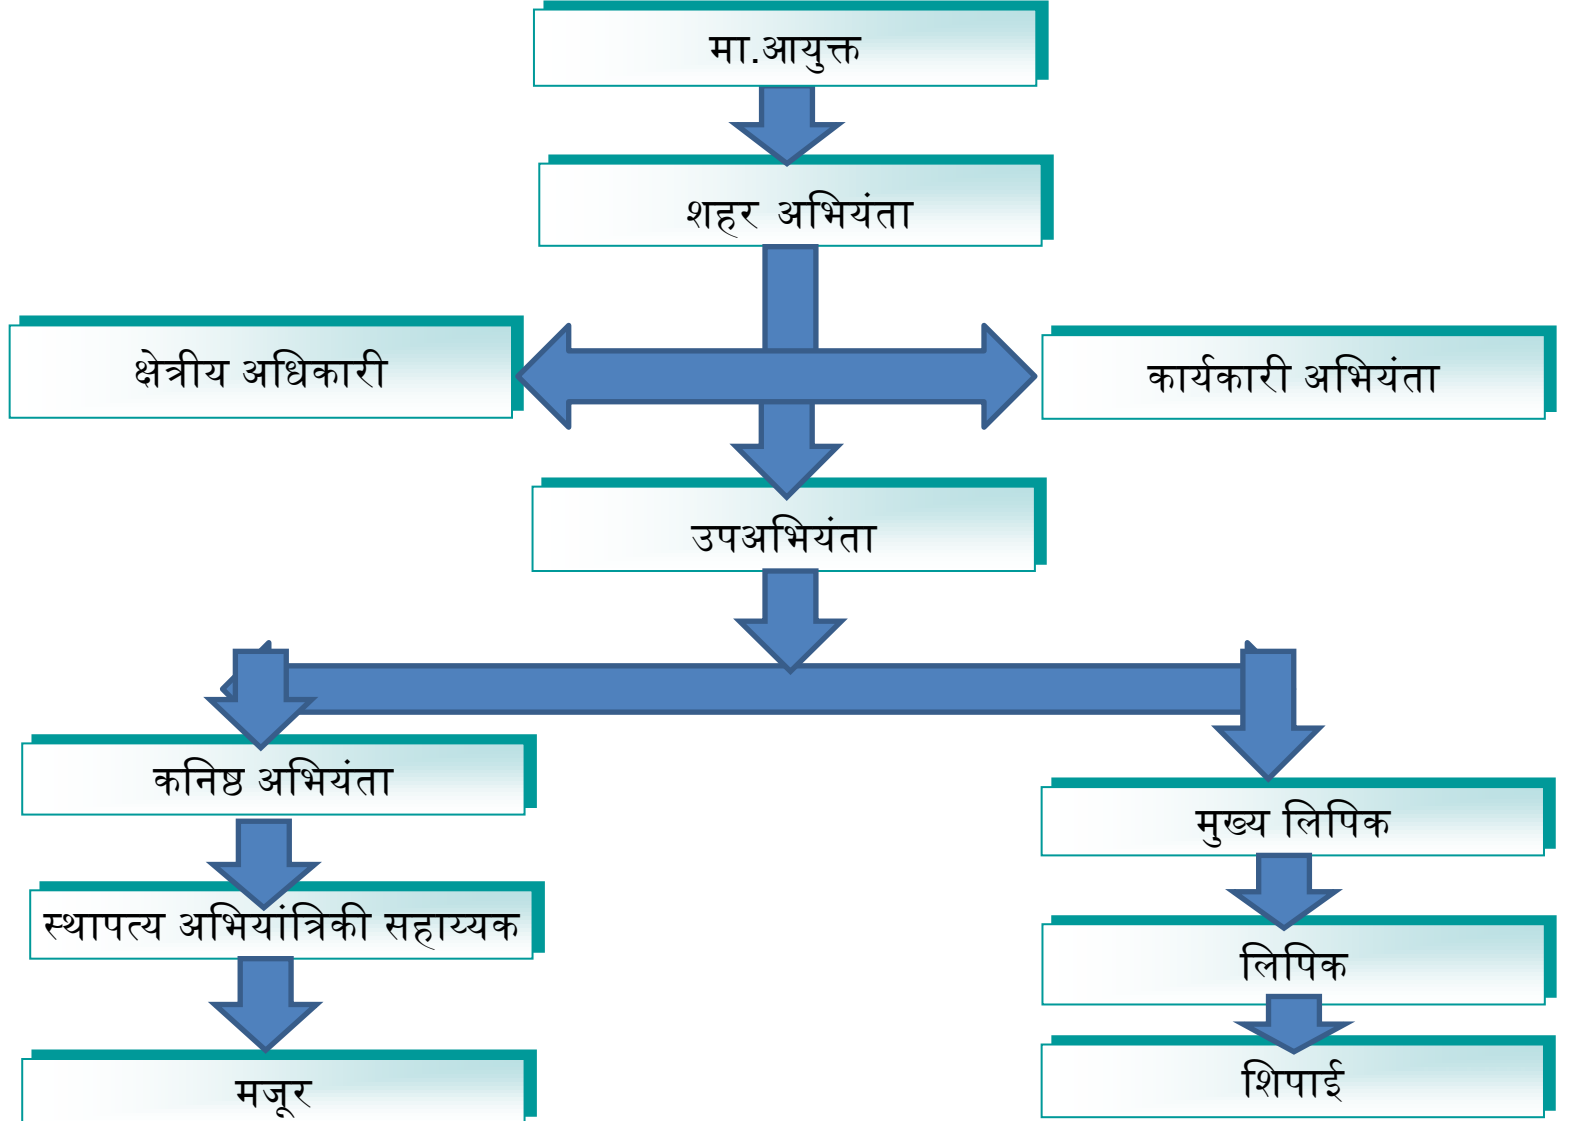 मा.आयुक्त
शहर अभियंता
क्षेत्रीय अधिकारी
कार्यकारी अभियंता
उपअभियंता
कनिष्ठ अभियंता
मुख्य लिपिक
स्थापत्य अभियांत्रिकी सहाय्यक
लिपिक
मजूर
शिपाई